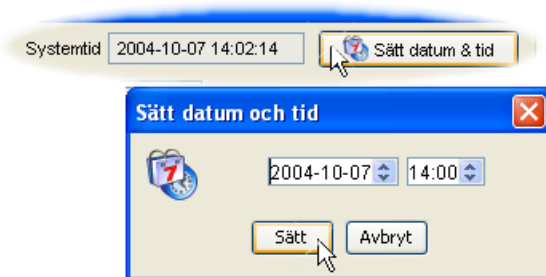 Systemtid 2004-10-07 14:02:14 Sätt datum & tid
Sätt datum och tid
7
2004-10-07 14:00
Sätt Avbryt